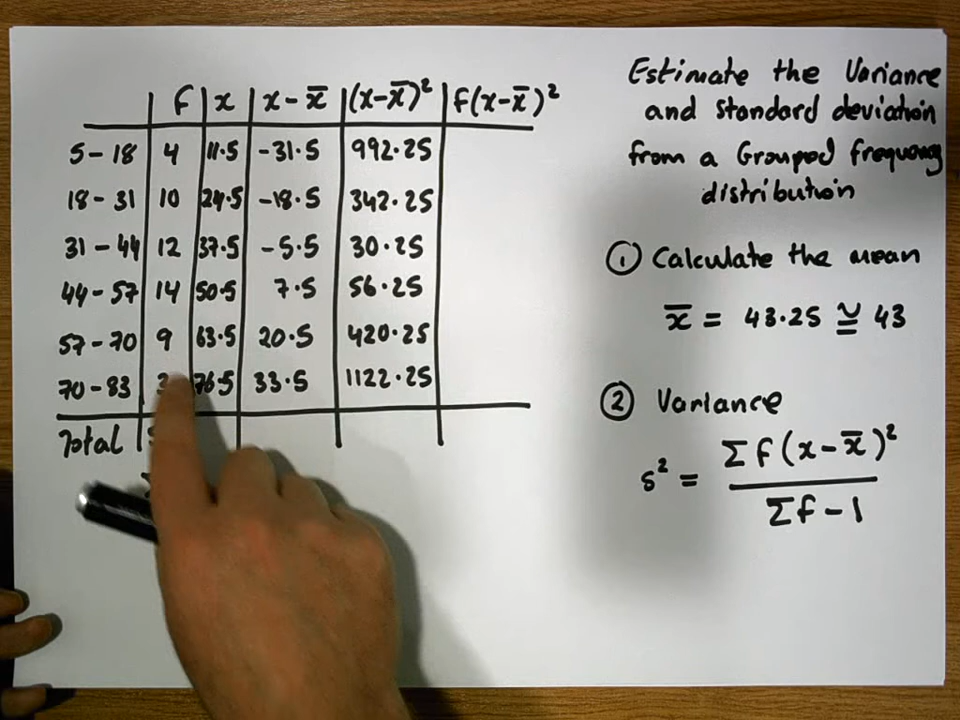 f x x - x̄ (x-x̄)² f(x-x̄)²
5-18 4 11.5 -31.5 992.25
18-31 10 24.5 -18.5 342.25
31-44 12 37.5 -5.5 30.25
44-57 14 50.5 7.5 56.25
57-70 9 63.5 20.5 420.25
70-83 76.5 33.5 1122.25
Total
Estimate the Variance
and standard deviation
from a Grouped frequency
distribution
① Calculate the mean
x̄ = 43.25 ≅ 43
② Variance
s² = Σf(x-x̄)²
Σf-1